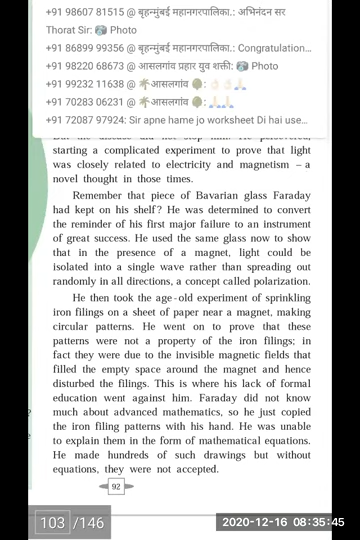 +91 98607 81515 @ बृहन्मुंबई महानगरपालिका.: अभिनंदन सर
Thorat Sir: Photo
+91 86899 99356 @ बृहन्मुंबई महानगरपालिका.: Congratulation...
+91 98220 68673 @ आसलगांव प्रहार युव शक्ती: Photo
+91 99232 11638 @ 🌴आसलगांव 🌳: 👌🏻👌🏻🙏🏻
+91 70283 06231 @ 🌴आसलगांव 🌳: 🙏🙏
+91 72087 97924: Sir apne hame jo worksheet Di hai use...
But the disease did not stop him. He persevered,
starting a complicated experiment to prove that light
was closely related to electricity and magnetism – a
novel thought in those times.
Remember that piece of Bavarian glass Faraday
had kept on his shelf? He was determined to convert
the reminder of his first major failure to an instrument
of great success. He used the same glass now to show
that in the presence of a magnet, light could be
isolated into a single wave rather than spreading out
randomly in all directions, a concept called polarization.
He then took the age-old experiment of sprinkling
iron filings on a sheet of paper near a magnet, making
circular patterns. He went on to prove that these
patterns were not a property of the iron filings; in
fact they were due to the invisible magnetic fields that
filled the empty space around the magnet and hence
disturbed the filings. This is where his lack of formal
education went against him. Faraday did not know
much about advanced mathematics, so he just copied
the iron filing patterns with his hand. He was unable
to explain them in the form of mathematical equations.
He made hundreds of such drawings but without
equations, they were not accepted.
92
103 /146
2020-12-16 08:35:45